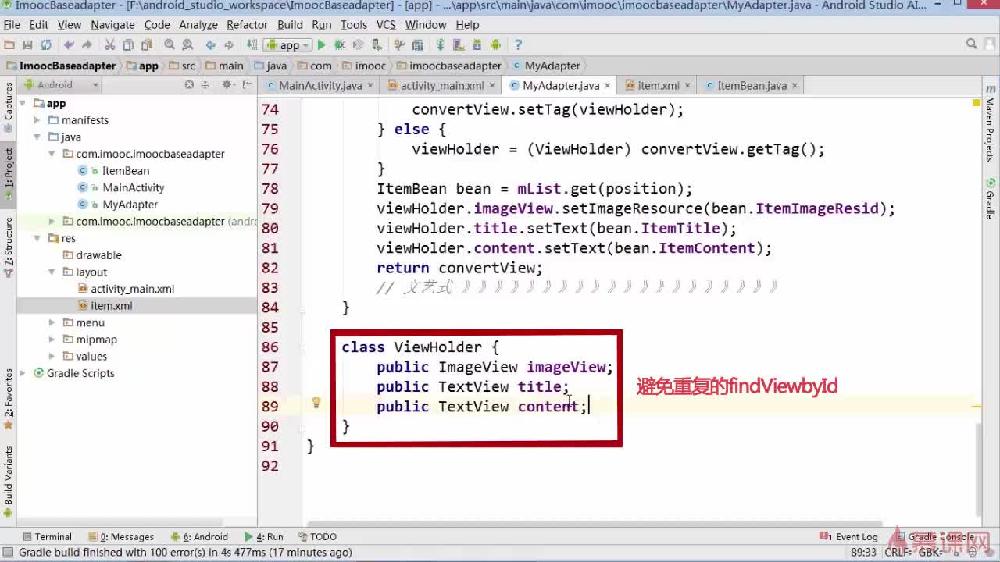 ImoocBaseadapter - [F:\android_studio_workspace\ImoocBaseadapter] - [app] - ...\app\src\main\java\com\imooc\imoocbaseadapter\MyAdapter.java - Android Studio AI...
File Edit View Navigate Code Analyze Refactor Build Run Tools VCS Window Help
app
ImoocBaseadapter app src main java com imooc imoocbaseadapter MyAdapter
Android MainActivity.java activity_main.xml MyAdapter.java item.xml ItemBean.java
Captures
1: Project
7: Structure
2: Favorites
Build Variants
app
manifests
java
com.imooc.imoocbaseadapter
ItemBean
MainActivity
MyAdapter
com.imooc.imoocbaseadapter (andro
res
drawable
layout
activity_main.xml
item.xml
menu
mipmap
values
Gradle Scripts
74 convertView.setTag(viewHolder);
75 } else {
76 viewHolder = (ViewHolder) convertView.getTag();
77 }
78 ItemBean bean = mList.get(position);
79 viewHolder.imageView.setImageResource(bean.ItemImageResid);
80 viewHolder.title.setText(bean.ItemTitle);
81 viewHolder.content.setText(bean.ItemContent);
82 return convertView;
83 // 文艺式 》》》》》》》》》》》》》》》》》》》》
84 }
85
86 class ViewHolder {
87 public ImageView imageView;
88 public TextView title;
89 public TextView content;
90 }
91 }
92
避免重复的findViewbyId
Maven Projects
Gradle
Terminal 0: Messages 6: Android 4: Run TODO 1 Event Log Gradle Console
Gradle build finished with 100 error(s) in 4s 477ms (17 minutes ago) 89:33 CRLF GBK
慕课网